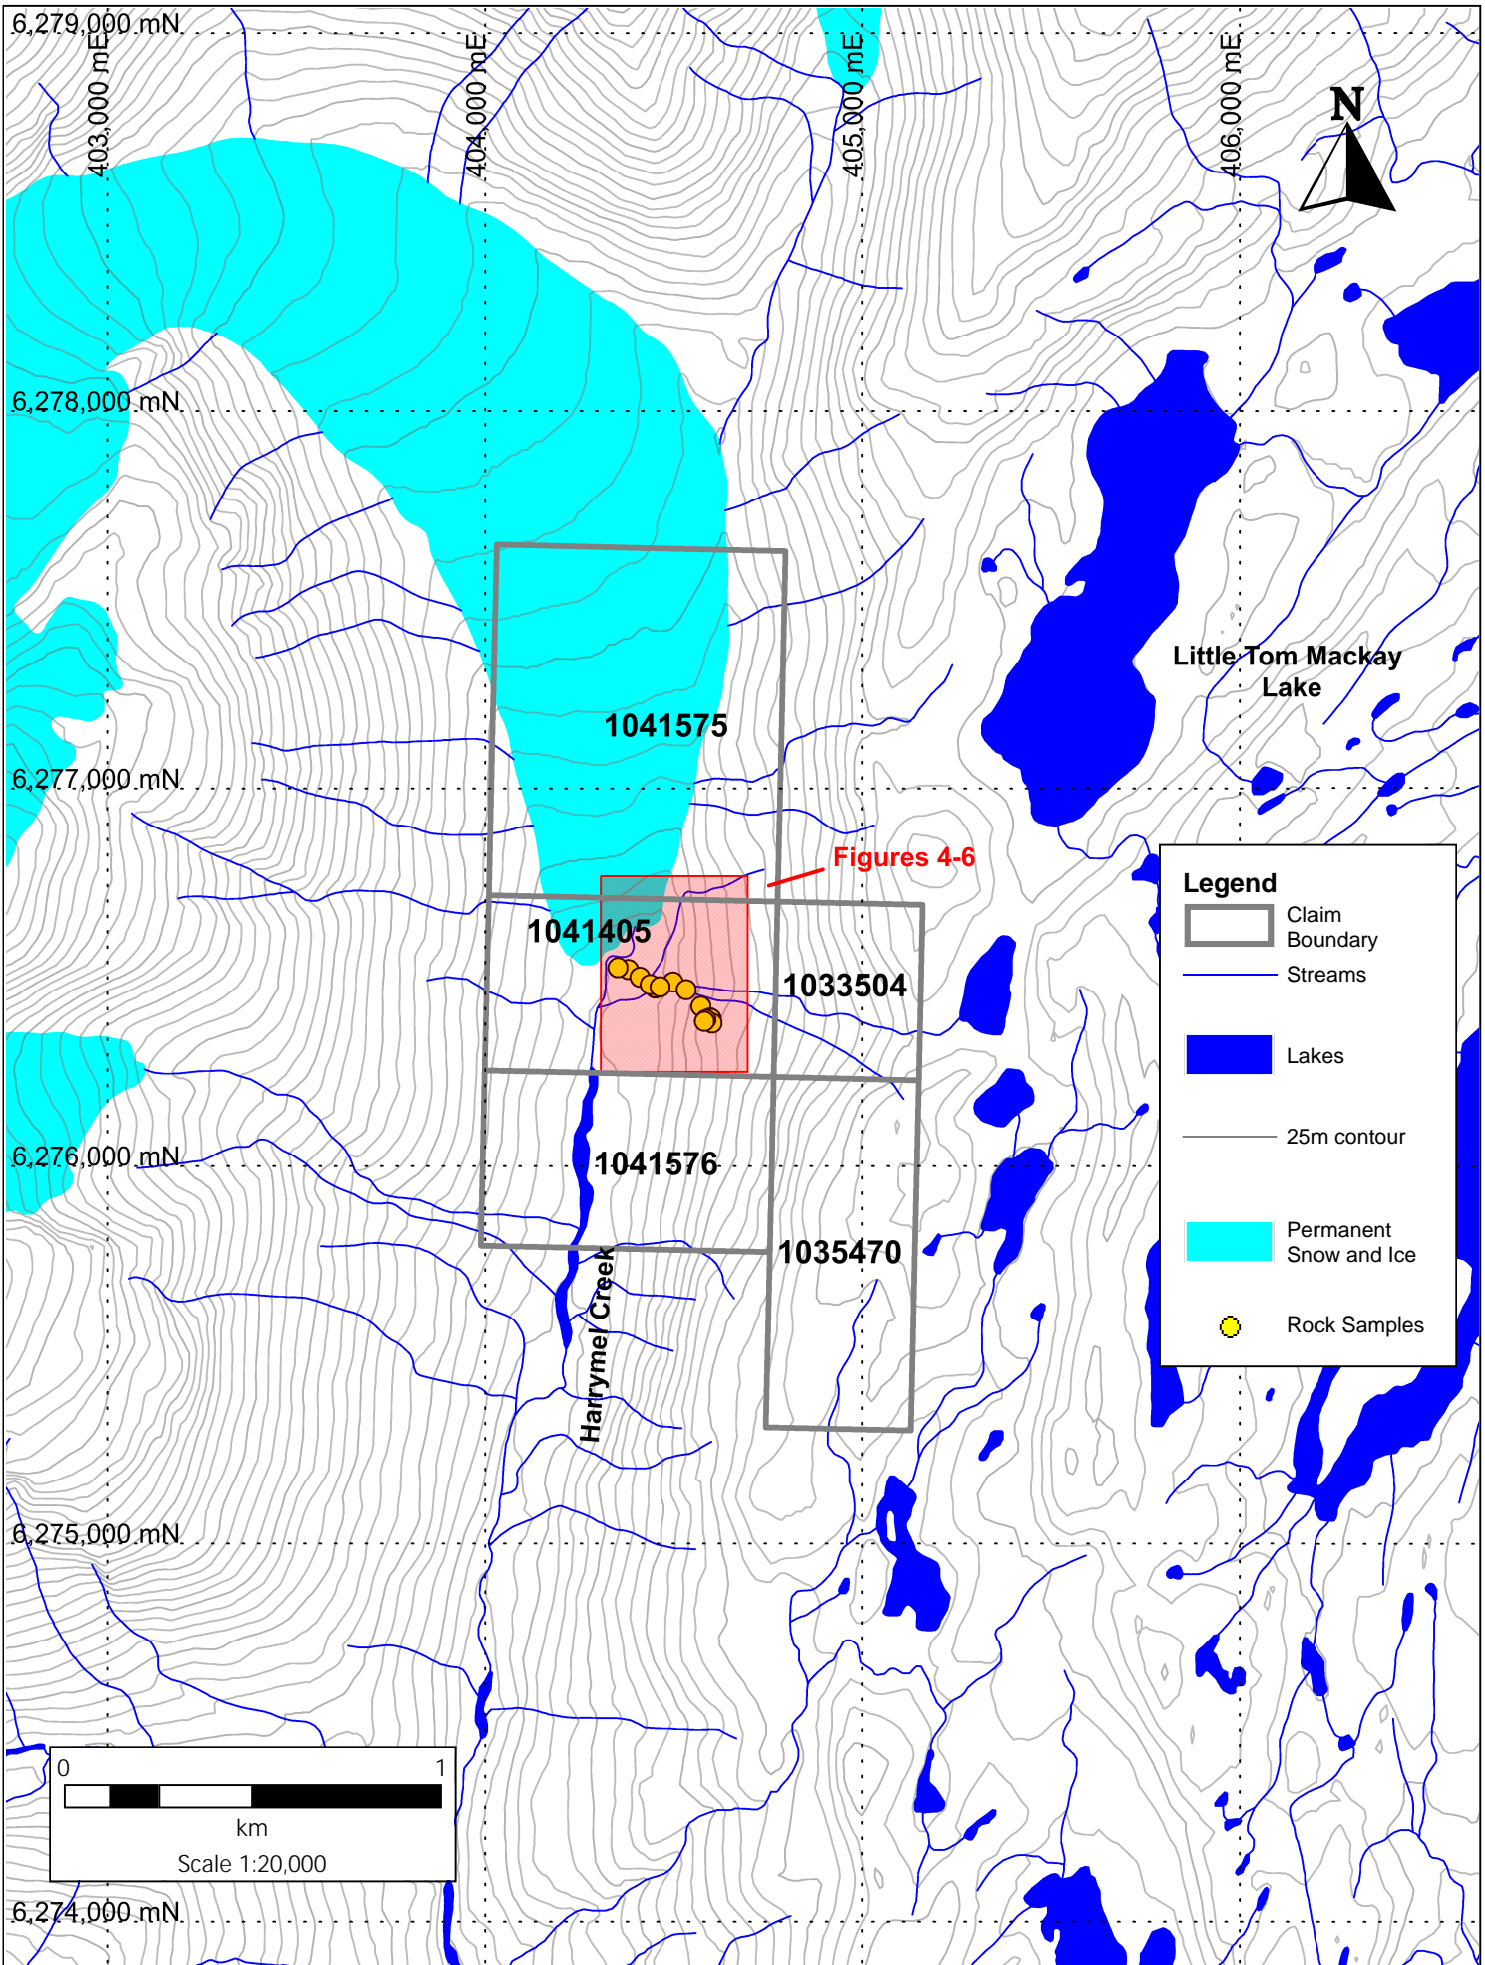 6,279,000 mN
403,000 mE
404,000 mE
405,000 mE
406,000 mE
N
6,278,000 mN
Little Tom Mackay
Lake
1041575
6,277,000 mN
Figures 4-6
1041405
1033504
6,276,000 mN
1041576
1035470
Harrymel Creek
6,275,000 mN
6,274,000 mN
Legend
Claim
Boundary
Streams
Lakes
25m contour
Permanent
Snow and Ice
Rock Samples
0 1
km
Scale 1:20,000